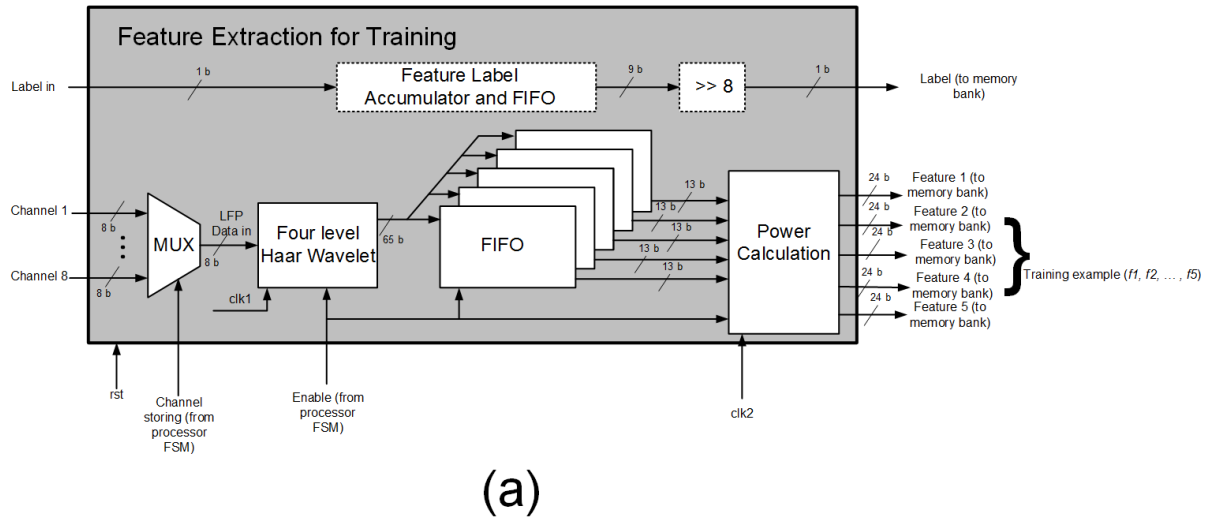 Feature Extraction for Training
Label in
1 b
Feature Label
Accumulator and FIFO
9 b
>> 8
1 b
Label (to memory
bank)
Channel 1
8 b
Channel 8
8 b
MUX
LFP
Data in
8 b
Four level
Haar Wavelet
65 b
FIFO
13 b
13 b
13 b
13 b
13 b
Power
Calculation
24 b
24 b
24 b
24 b
24 b
Feature 1 (to
memory bank)
Feature 2 (to
memory bank)
Feature 3 (to
memory bank)
Feature 4 (to
memory bank)
Feature 5 (to
memory bank)
}
Training example (f1, f2, ... , f5)
clk1
rst
Channel
storing (from
processor
FSM)
Enable (from
processor
FSM)
clk2
(a)